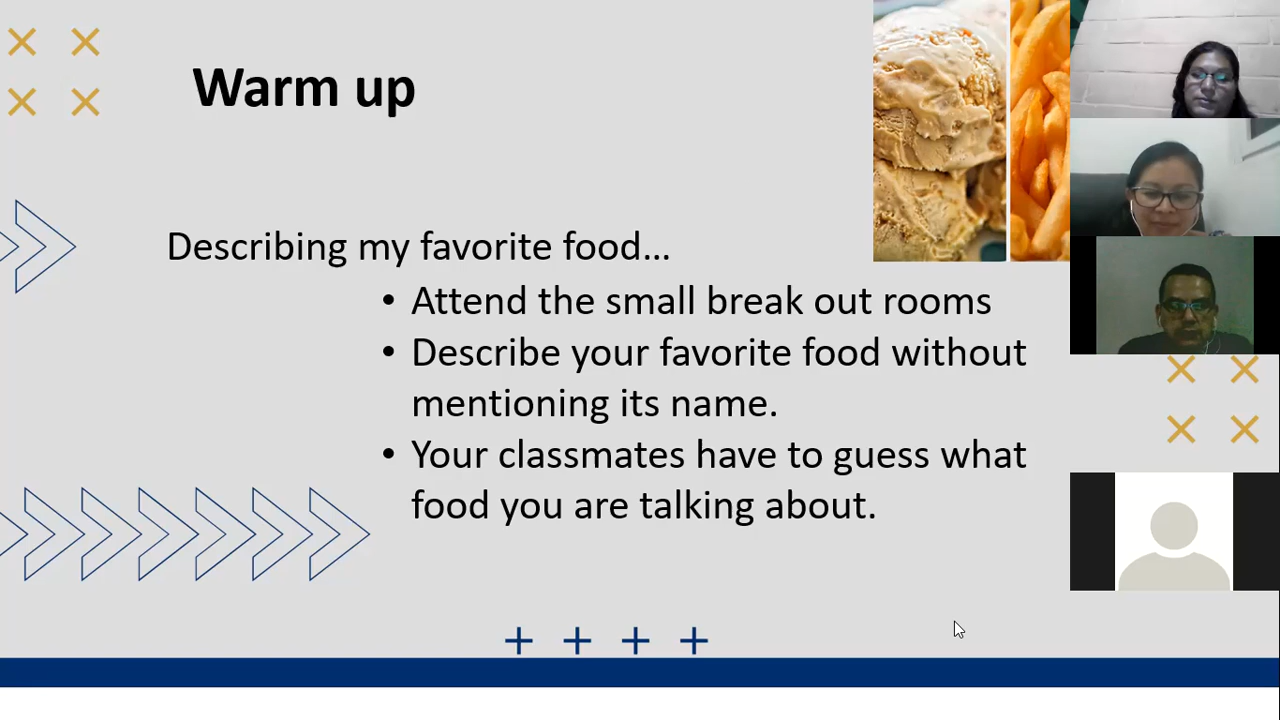 Warm up
Describing my favorite food...
• Attend the small break out rooms
• Describe your favorite food without
mentioning its name.
• Your classmates have to guess what
food you are talking about.